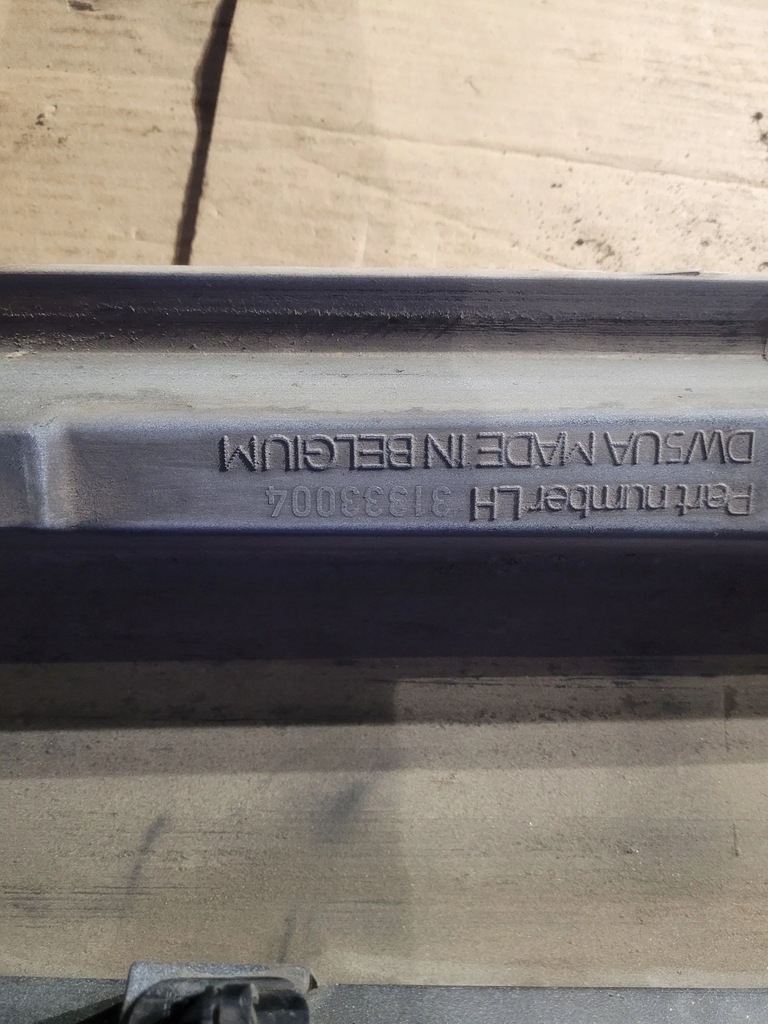 Part number LH 31333004
DW5UA MADE IN BELGIUM